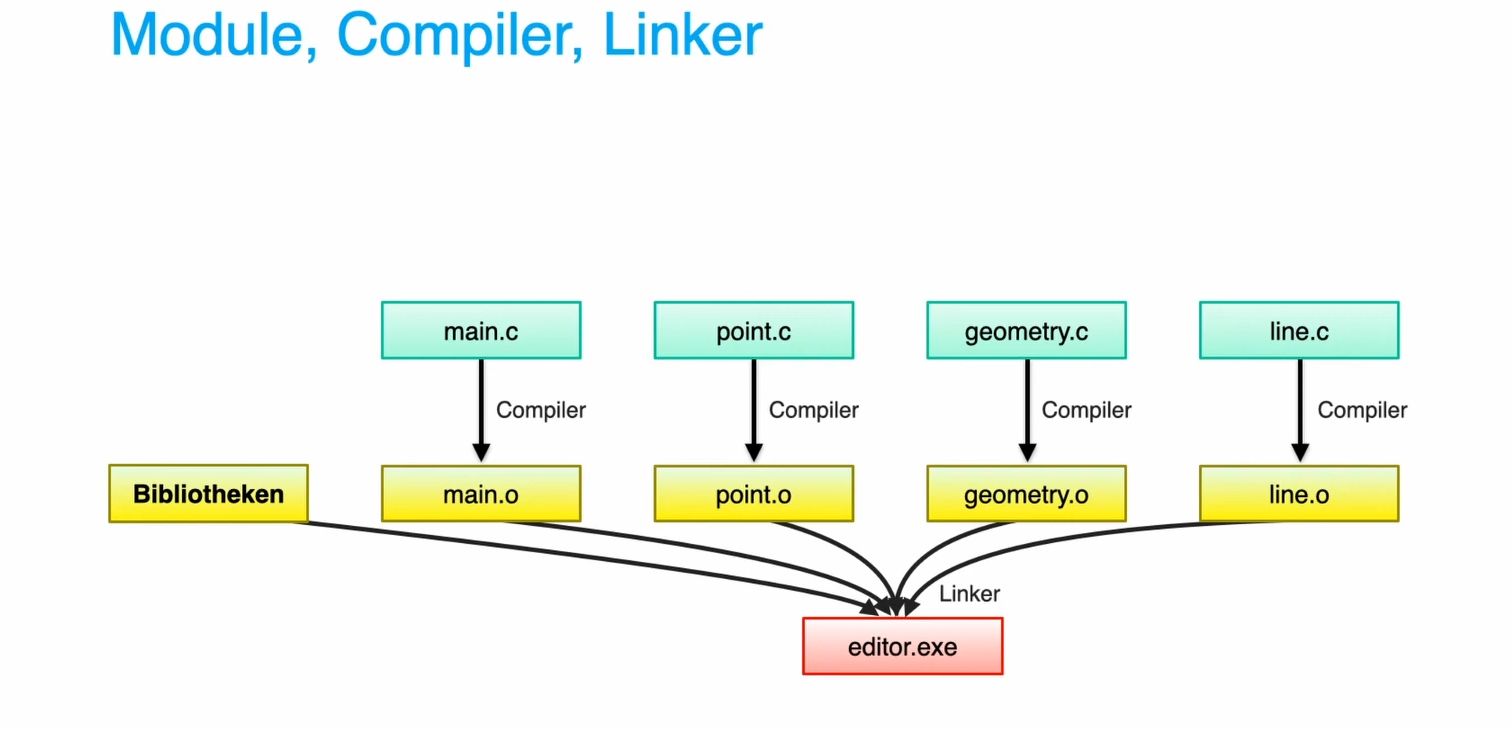 Module, Compiler, Linker
main.c
point.c
geometry.c
line.c
Compiler
Compiler
Compiler
Compiler
Bibliotheken
main.o
point.o
geometry.o
line.o
Linker
editor.exe